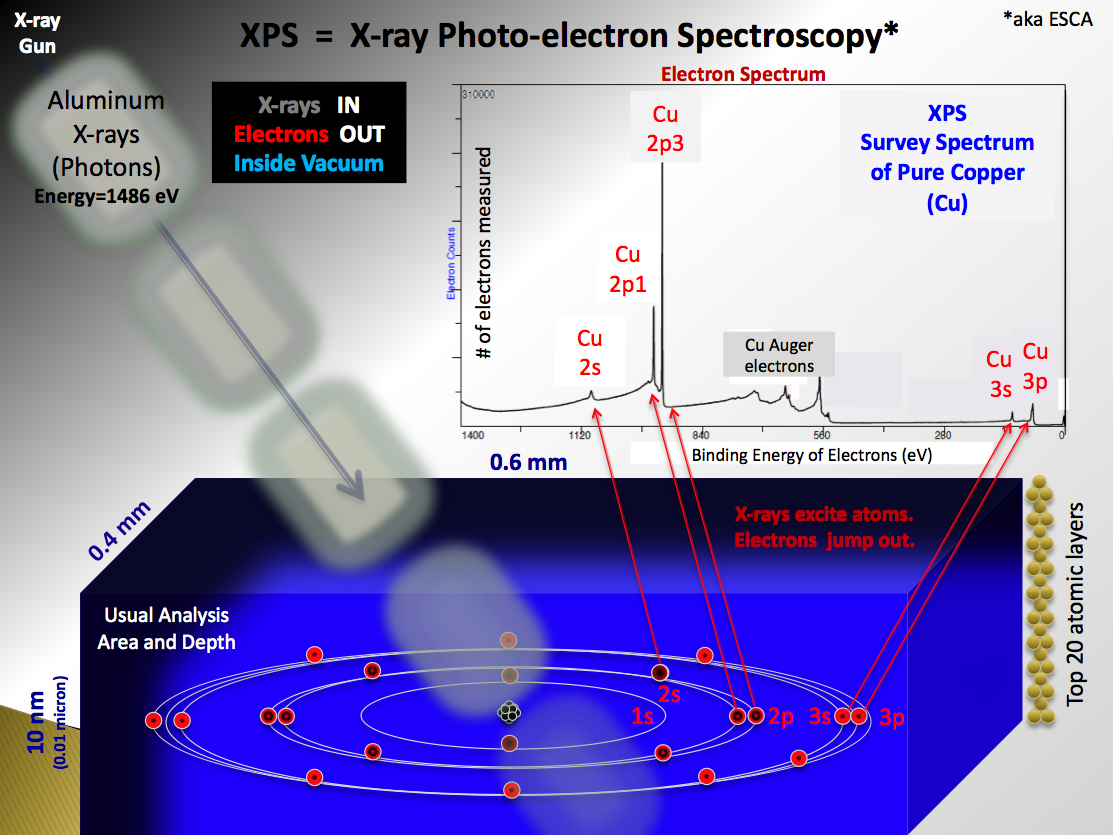 X-ray
Gun
XPS = X-ray Photo-electron Spectroscopy*
*aka ESCA
Aluminum
X-rays
(Photons)
Energy=1486 eV
X-rays IN
Electrons OUT
Inside Vacuum
Electron Spectrum
310000
Electron Counts
# of electrons measured
Cu
2p3
XPS
Survey Spectrum
of Pure Copper
(Cu)
Cu
2p1
Cu
2s
Cu Auger
electrons
Cu
3s
Cu
3p
1400
1120
840
560
280
0
Binding Energy of Electrons (eV)
0.6 mm
0.4 mm
X-rays excite atoms.
Electrons jump out.
Usual Analysis
Area and Depth
10 nm
(0.01 micron)
Top 20 atomic layers
1s
2s
2p
3s
3p